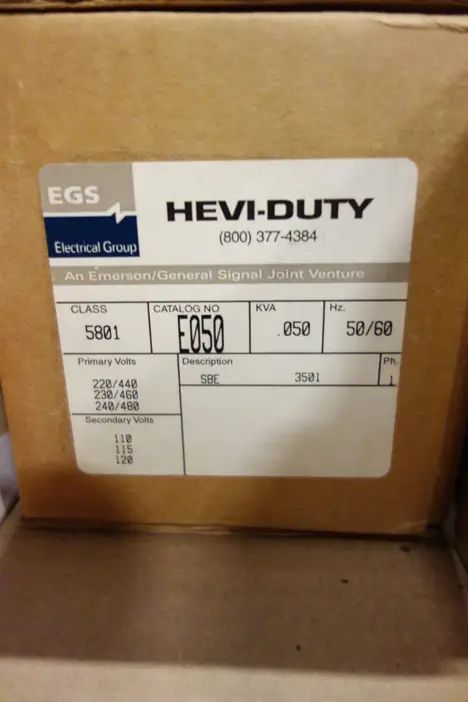 EGS
Electrical Group
HEVI-DUTY
(800) 377-4384
An Emerson/General Signal Joint Venture
CLASS
5801
CATALOG NO
E050
KVA
.050
Hz.
50/60
Primary Volts
220/440
230/460
240/480
Description
SBE 3501
Ph.
1
Secondary Volts
110
115
120